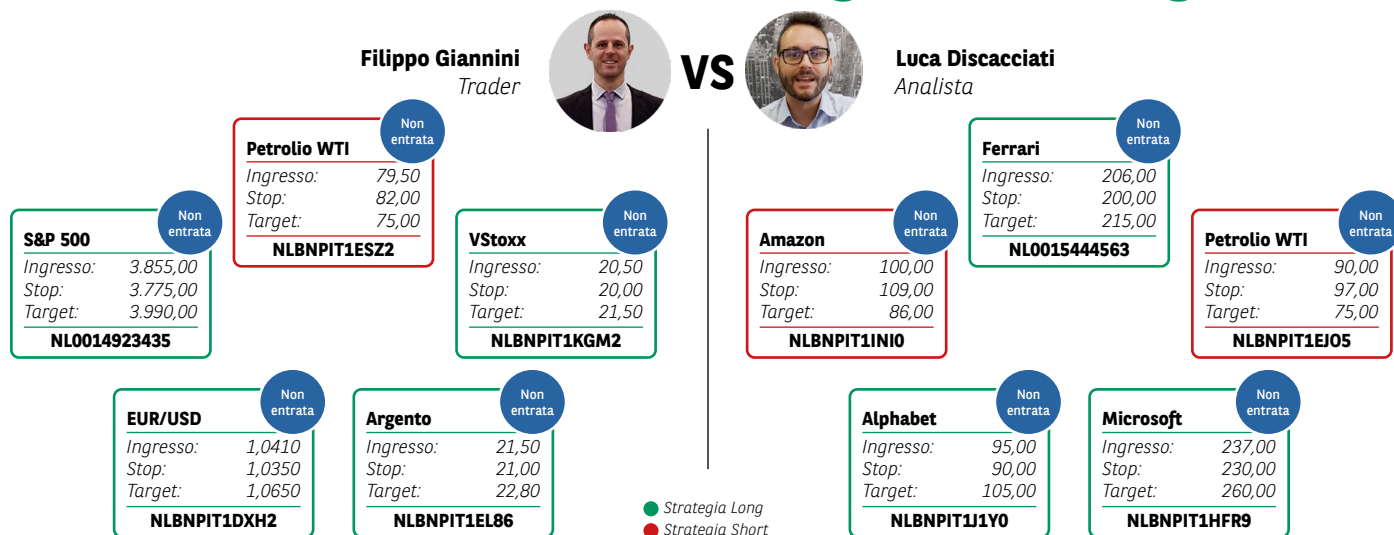 Filippo Giannini
Trader
VS
Luca Discacciati
Analista
Non
entrata
Petrolio WTI
Ingresso: 79,50
Stop: 82,00
Target: 75,00
NLBNPIT1ESZ2
Non
entrata
S&P 500
Ingresso: 3.855,00
Stop: 3.775,00
Target: 3.990,00
NL0014923435
Non
entrata
VStoxx
Ingresso: 20,50
Stop: 20,00
Target: 21,50
NLBNPIT1KGM2
Non
entrata
EUR/USD
Ingresso: 1,0410
Stop: 1,0350
Target: 1,0650
NLBNPIT1DXH2
Non
entrata
Argento
Ingresso: 21,50
Stop: 21,00
Target: 22,80
NLBNPIT1EL86
Non
entrata
Ferrari
Ingresso: 206,00
Stop: 200,00
Target: 215,00
NL0015444563
Non
entrata
Amazon
Ingresso: 100,00
Stop: 109,00
Target: 86,00
NLBNPIT1INI0
Non
entrata
Petrolio WTI
Ingresso: 90,00
Stop: 97,00
Target: 75,00
NLBNPIT1EJO5
Non
entrata
Alphabet
Ingresso: 95,00
Stop: 90,00
Target: 105,00
NLBNPIT1J1Y0
Non
entrata
Microsoft
Ingresso: 237,00
Stop: 230,00
Target: 260,00
NLBNPIT1HFR9
Strategia Long
Strategia Short